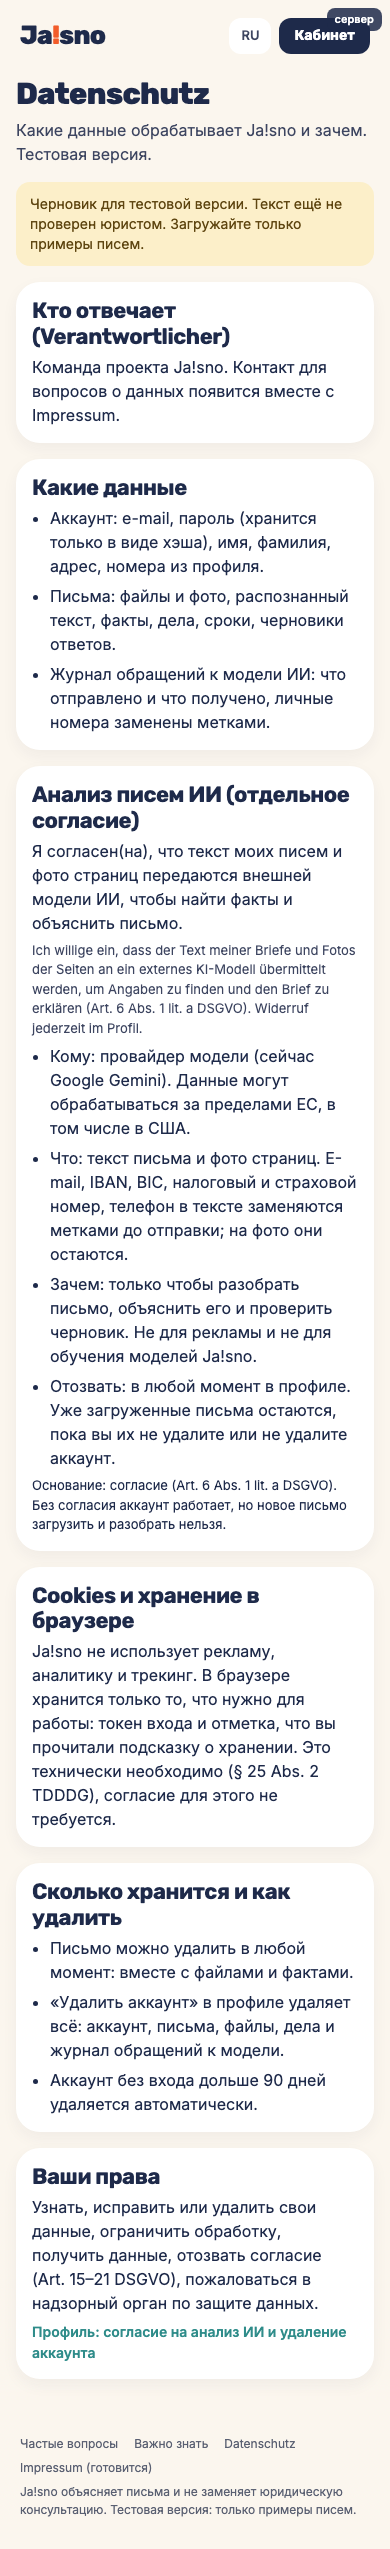 Ja!sno
RU
Кабинет
сервер
Datenschutz
Какие данные обрабатывает Ja!sno и зачем.
Тестовая версия.
Черновик для тестовой версии. Текст ещё не
проверен юристом. Загружайте только
примеры писем.
Кто отвечает
(Verantwortlicher)
Команда проекта Ja!sno. Контакт для
вопросов о данных появится вместе с
Impressum.
Какие данные
• Аккаунт: e-mail, пароль (хранится
только в виде хэша), имя, фамилия,
адрес, номера из профиля.
• Письма: файлы и фото, распознанный
текст, факты, дела, сроки, черновики
ответов.
• Журнал обращений к модели ИИ: что
отправлено и что получено, личные
номера заменены метками.
Анализ писем ИИ (отдельное
согласие)
Я согласен(на), что текст моих писем и
фото страниц передаются внешней
модели ИИ, чтобы найти факты и
объяснить письмо.
Ich willige ein, dass der Text meiner Briefe und Fotos
der Seiten an ein externes KI-Modell übermittelt
werden, um Angaben zu finden und den Brief zu
erklären (Art. 6 Abs. 1 lit. a DSGVO). Widerruf
jederzeit im Profil.
• Кому: провайдер модели (сейчас
Google Gemini). Данные могут
обрабатываться за пределами ЕС, в
том числе в США.
• Что: текст письма и фото страниц. E-
mail, IBAN, BIC, налоговый и страховой
номер, телефон в тексте заменяются
метками до отправки; на фото они
остаются.
• Зачем: только чтобы разобрать
письмо, объяснить его и проверить
черновик. Не для рекламы и не для
обучения моделей Ja!sno.
• Отозвать: в любой момент в профиле.
Уже загруженные письма остаются,
пока вы их не удалите или не удалите
аккаунт.
Основание: согласие (Art. 6 Abs. 1 lit. a DSGVO).
Без согласия аккаунт работает, но новое письмо
загрузить и разобрать нельзя.
Cookies и хранение в
браузере
Ja!sno не использует рекламу,
аналитику и трекинг. В браузере
хранится только то, что нужно для
работы: токен входа и отметка, что вы
прочитали подсказку о хранении. Это
технически необходимо (§ 25 Abs. 2
TDDDG), согласие для этого не
требуется.
Сколько хранится и как
удалить
• Письмо можно удалить в любой
момент: вместе с файлами и фактами.
• «Удалить аккаунт» в профиле удаляет
всё: аккаунт, письма, файлы, дела и
журнал обращений к модели.
• Аккаунт без входа дольше 90 дней
удаляется автоматически.
Ваши права
Узнать, исправить или удалить свои
данные, ограничить обработку,
получить данные, отозвать согласие
(Art. 15–21 DSGVO), пожаловаться в
надзорный орган по защите данных.
Профиль: согласие на анализ ИИ и удаление
аккаунта
Частые вопросы Важно знать Datenschutz
Impressum (готовится)
Ja!sno объясняет письма и не заменяет юридическую
консультацию. Тестовая версия: только примеры писем.